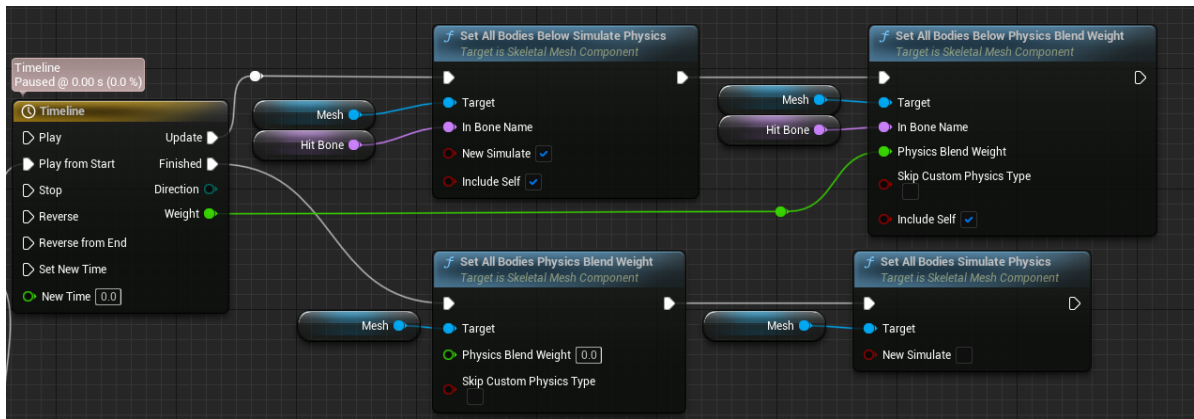 Timeline
Paused @ 0.00 s (0.0 %)
Timeline
Play
Update
Play from Start
Finished
Stop
Direction
Reverse
Weight
Reverse from End
Set New Time
New Time 0.0
Set All Bodies Below Simulate Physics
Target is Skeletal Mesh Component
Mesh
Target
Hit Bone
In Bone Name
New Simulate
Include Self
Set All Bodies Below Physics Blend Weight
Target is Skeletal Mesh Component
Mesh
Target
Hit Bone
In Bone Name
Physics Blend Weight
Skip Custom Physics Type
Include Self
Set All Bodies Physics Blend Weight
Target is Skeletal Mesh Component
Mesh
Target
Physics Blend Weight 0.0
Skip Custom Physics Type
Set All Bodies Simulate Physics
Target is Skeletal Mesh Component
Mesh
Target
New Simulate